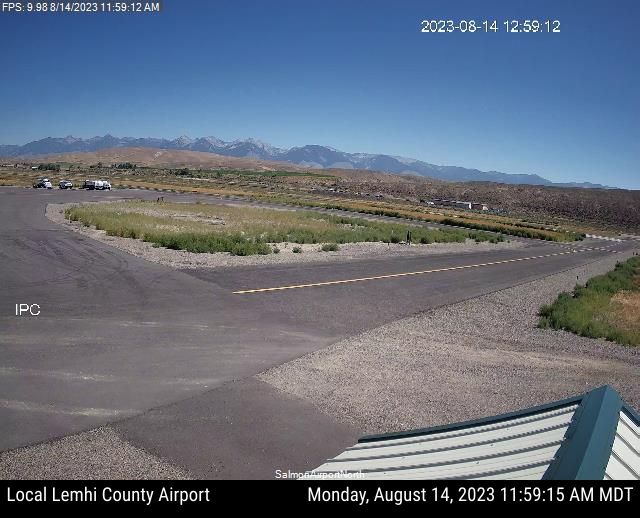 FPS: 9.98 8/14/2023 11:59:12 AM
2023-08-14 12:59:12
IPC
SalmonAirportNorth
Local Lemhi County Airport
Monday, August 14, 2023 11:59:15 AM MDT